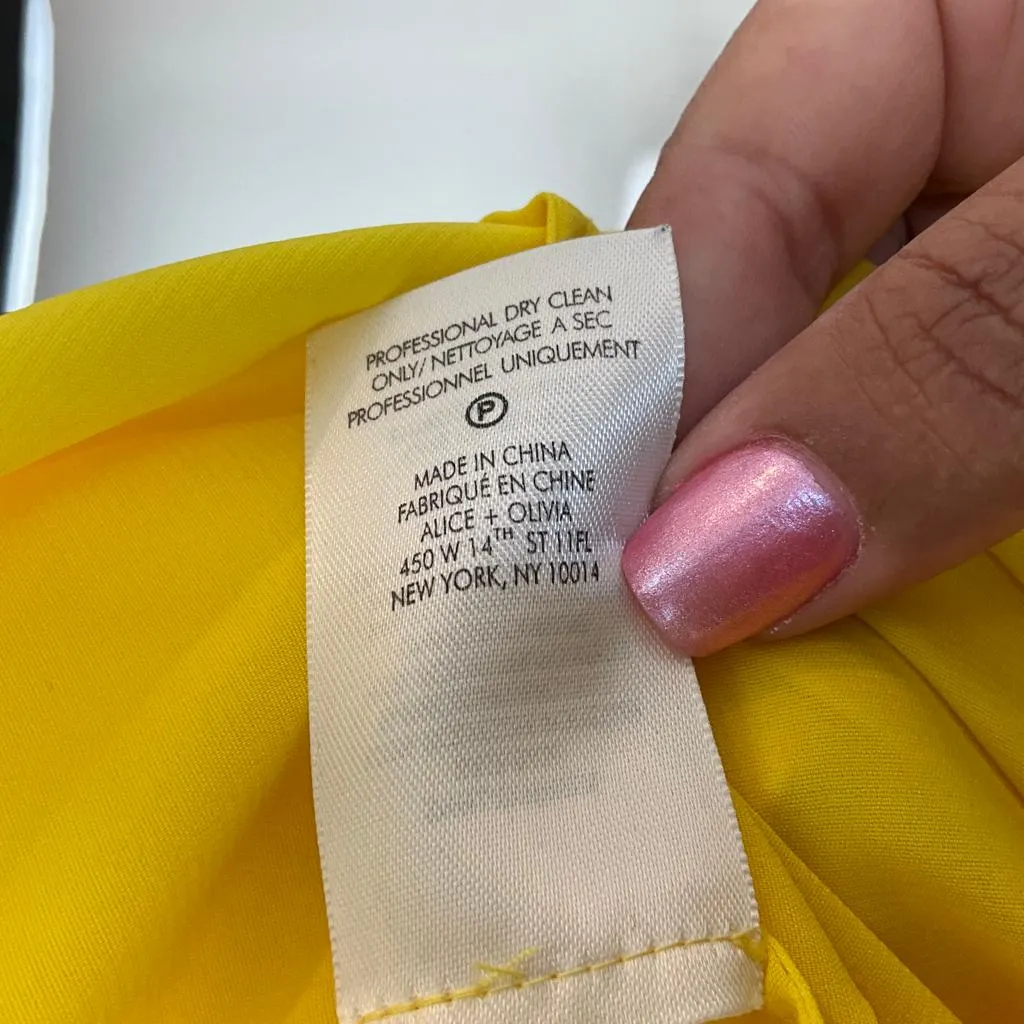 PROFESSIONAL DRY CLEAN
ONLY/ NETTOYAGE A SEC
PROFESSIONNEL UNIQUEMENT
P
MADE IN CHINA
FABRIQUÉ EN CHINE
ALICE + OLIVIA
450 W 14TH ST 11FL
NEW YORK, NY 10014